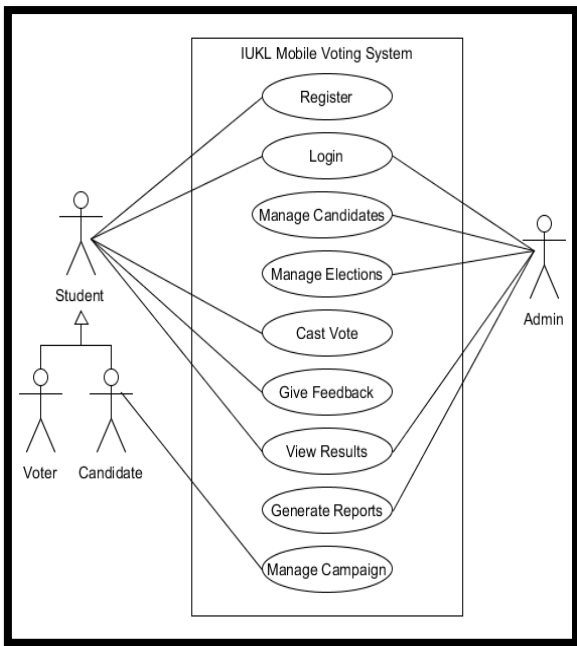 IUKL Mobile Voting System
Register
Login
Manage Candidates
Manage Elections
Cast Vote
Give Feedback
View Results
Generate Reports
Manage Campaign
Student
Voter
Candidate
Admin